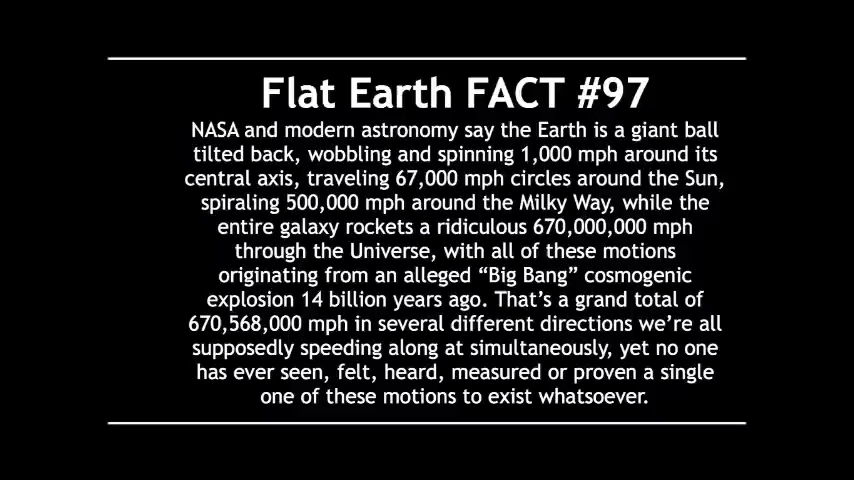 Flat Earth FACT #97
NASA and modern astronomy say the Earth is a giant ball
tilted back, wobbling and spinning 1,000 mph around its
central axis, traveling 67,000 mph circles around the Sun,
spiraling 500,000 mph around the Milky Way, while the
entire galaxy rockets a ridiculous 670,000,000 mph
through the Universe, with all of these motions
originating from an alleged “Big Bang” cosmogenic
explosion 14 billion years ago. That’s a grand total of
670,568,000 mph in several different directions we’re all
supposedly speeding along at simultaneously, yet no one
has ever seen, felt, heard, measured or proven a single
one of these motions to exist whatsoever.